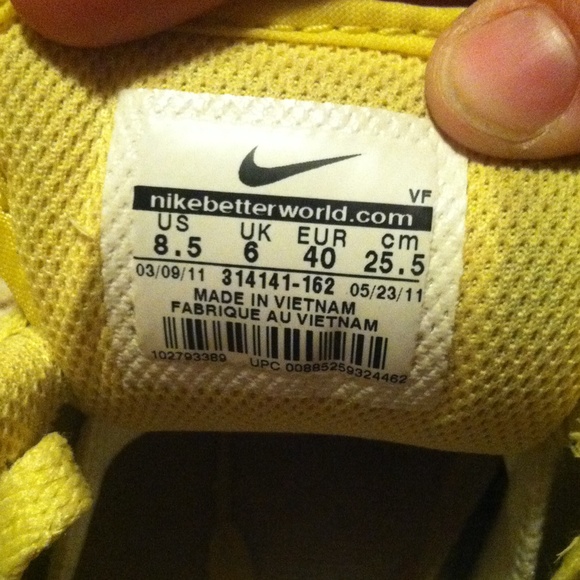 VF
nikebetterworld.com
US UK EUR cm
8.5 6 40 25.5
03/09/11 314141-162 05/23/11
MADE IN VIETNAM
FABRIQUE AU VIETNAM
102793389 UPC 00885259324462